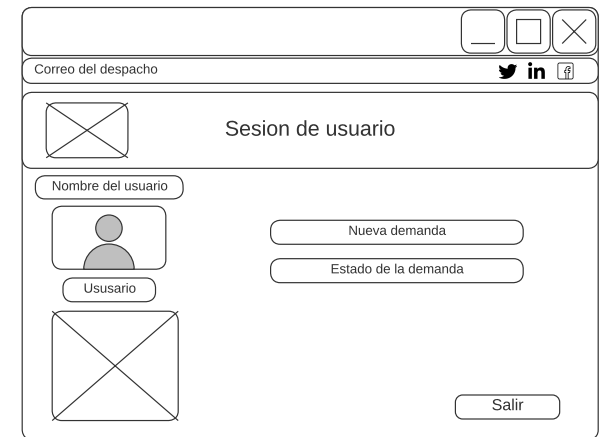 Correo del despacho
Sesion de usuario
Nombre del usuario
Nueva demanda
Estado de la demanda
Ususario
Salir